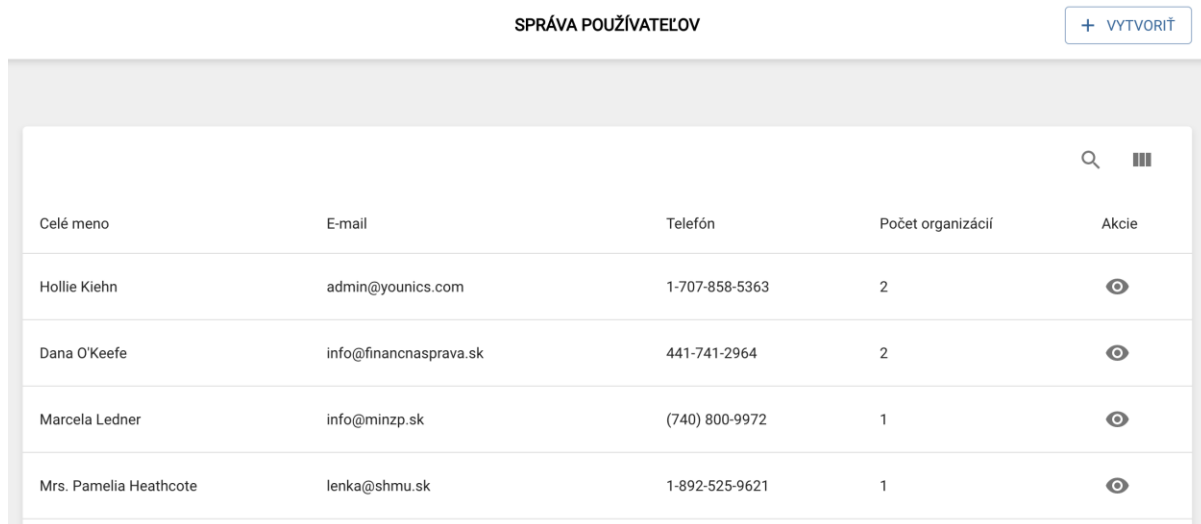 SPRÁVA POUŽÍVATEĽOV
+ VYTVORIŤ
Celé meno E-mail Telefón Počet organizácií Akcie
Hollie Kiehn admin@younics.com 1-707-858-5363 2
Dana O'Keefe info@financnasprava.sk 441-741-2964 2
Marcela Ledner info@minzp.sk (740) 800-9972 1
Mrs. Pamelia Heathcote lenka@shmu.sk 1-892-525-9621 1